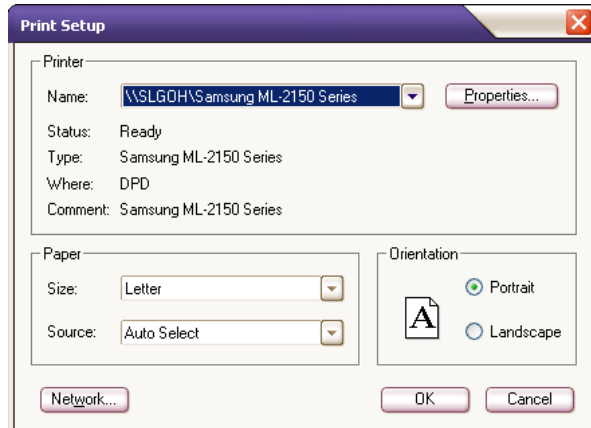 Print Setup
Printer
Name: \\SLGOH\Samsung ML-2150 Series Properties...
Status: Ready
Type: Samsung ML-2150 Series
Where: DPD
Comment: Samsung ML-2150 Series
Paper Orientation
Size: Letter Portrait
A
Source: Auto Select Landscape
Network... OK Cancel